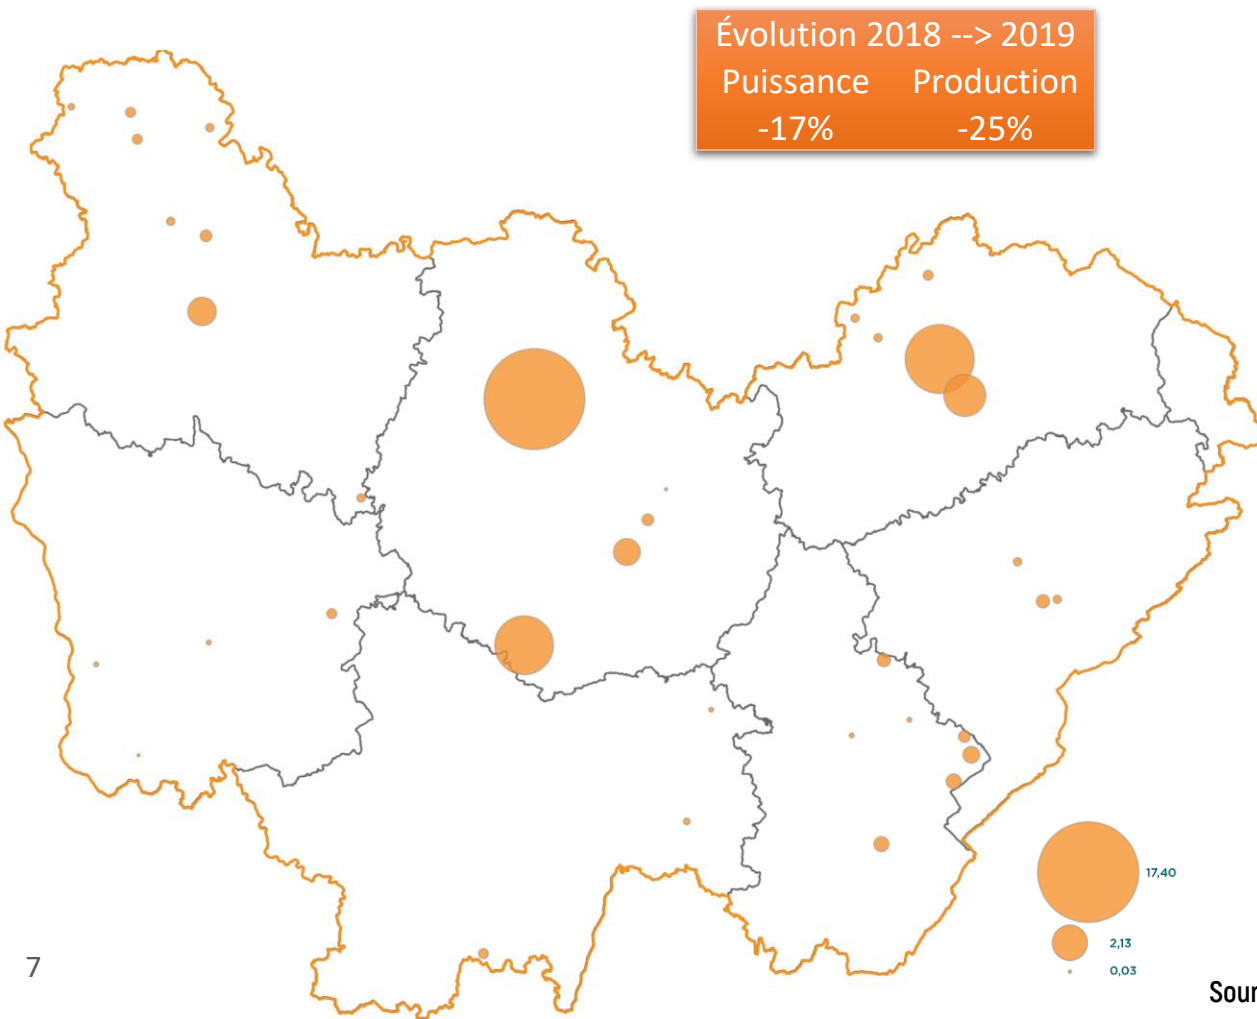 Évolution 2018 --> 2019
Puissance Production
-17% -25%
17,40
2,13
0,03
7
Sour